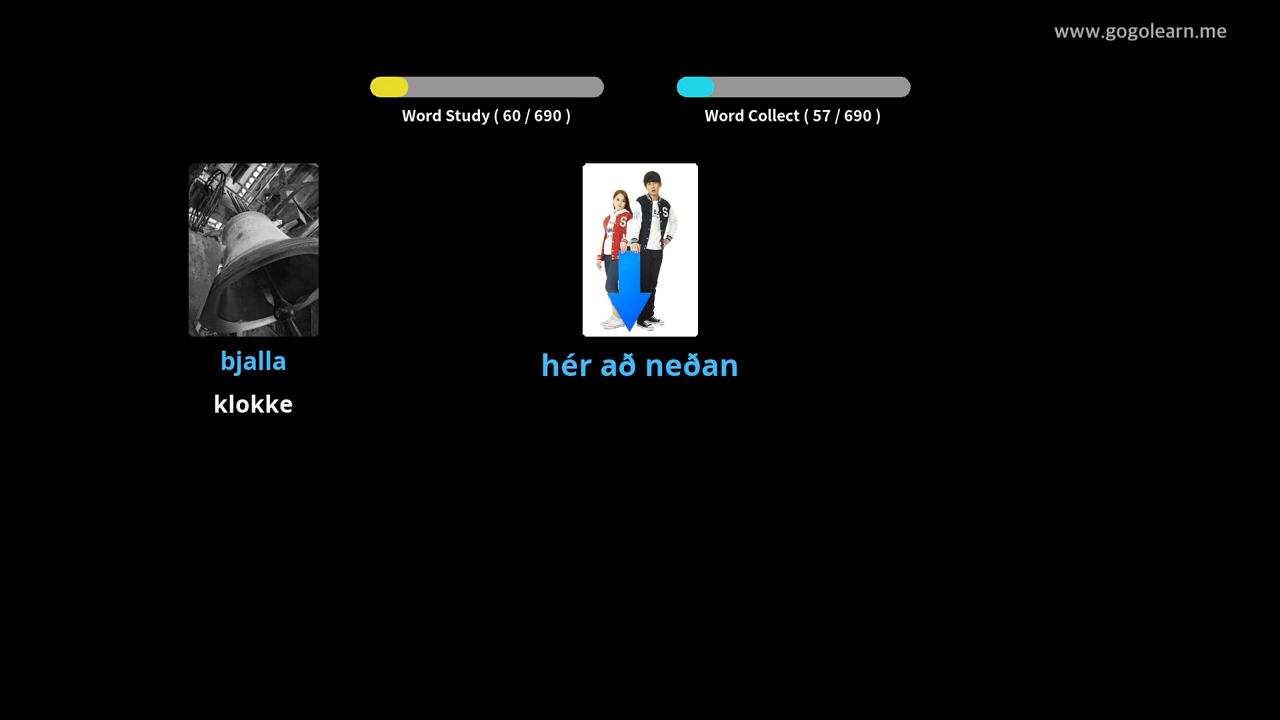 www.gogolearn.me
Word Study ( 60 / 690 )
Word Collect ( 57 / 690 )
bjalla
klokke
hér að neðan